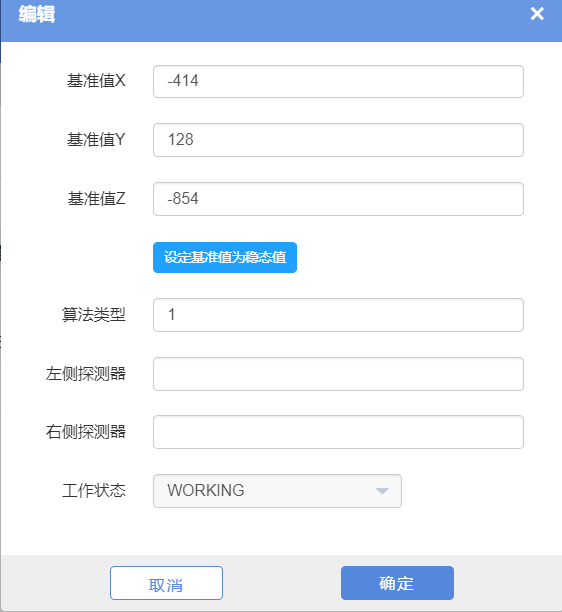 编辑
基准值X -414
基准值Y 128
基准值Z -854
设定基准值为稳态值
算法类型 1
左侧探测器
右侧探测器
工作状态 WORKING
取消 确定